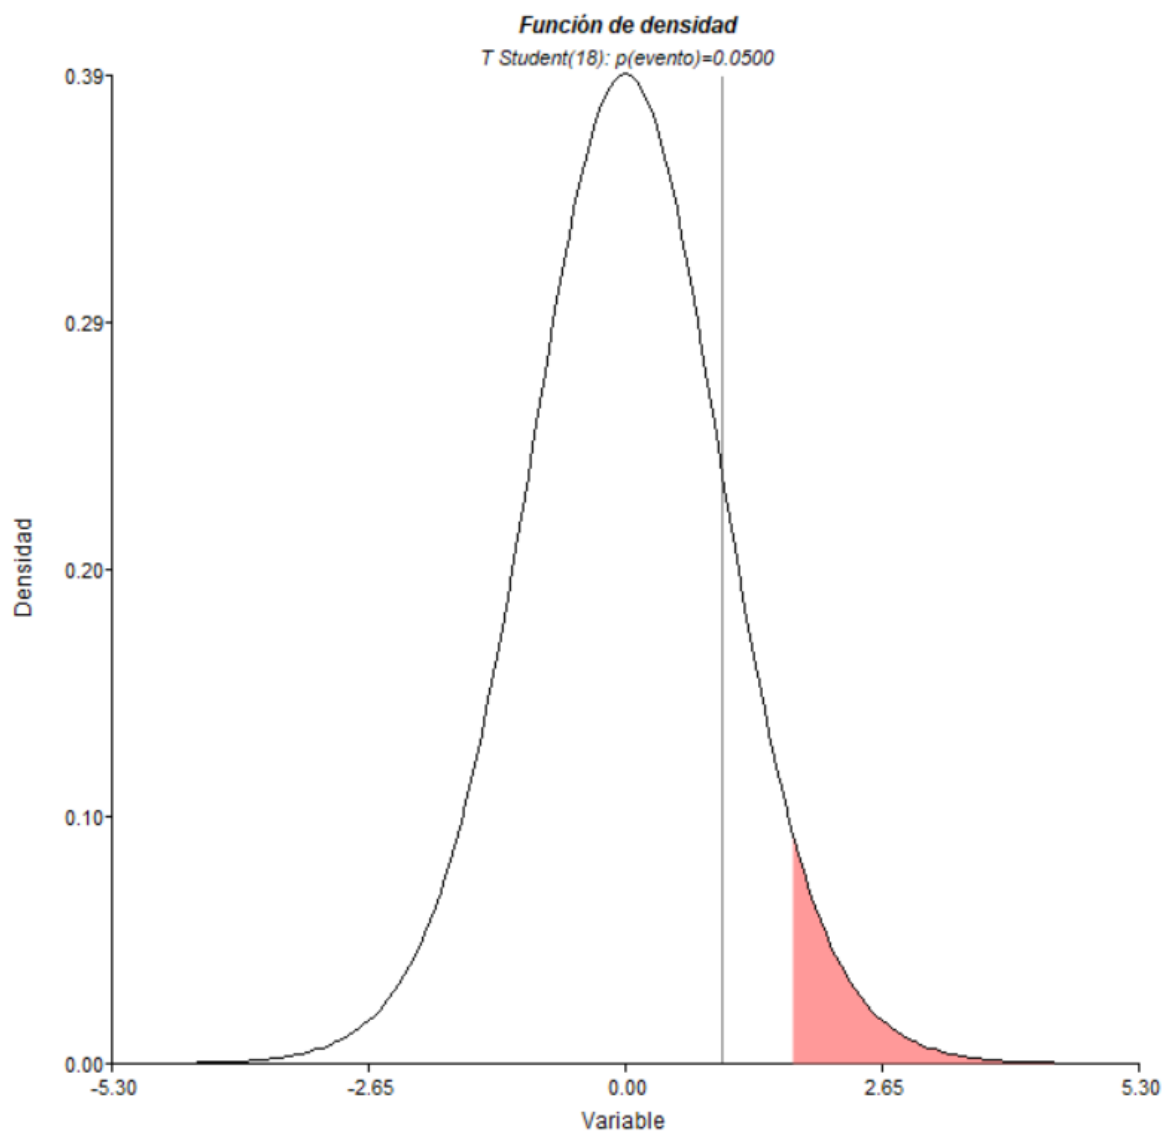 Función de densidad
T Student(18): p(evento)=0.0500
0.39
0.29
0.20
0.10
0.00
Densidad
-5.30 -2.65 0.00 2.65 5.30
Variable